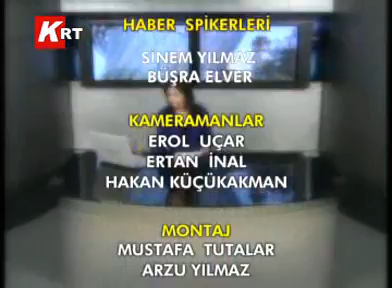 KRT
HABER SPİKERLERİ
SİNEM YILMAZ
BÜŞRA ELVER
KAMERAMANLAR
EROL UÇAR
ERTAN İNAL
HAKAN KÜÇÜKAKMAN
MONTAJ
MUSTAFA TUTALAR
ARZU YILMAZ